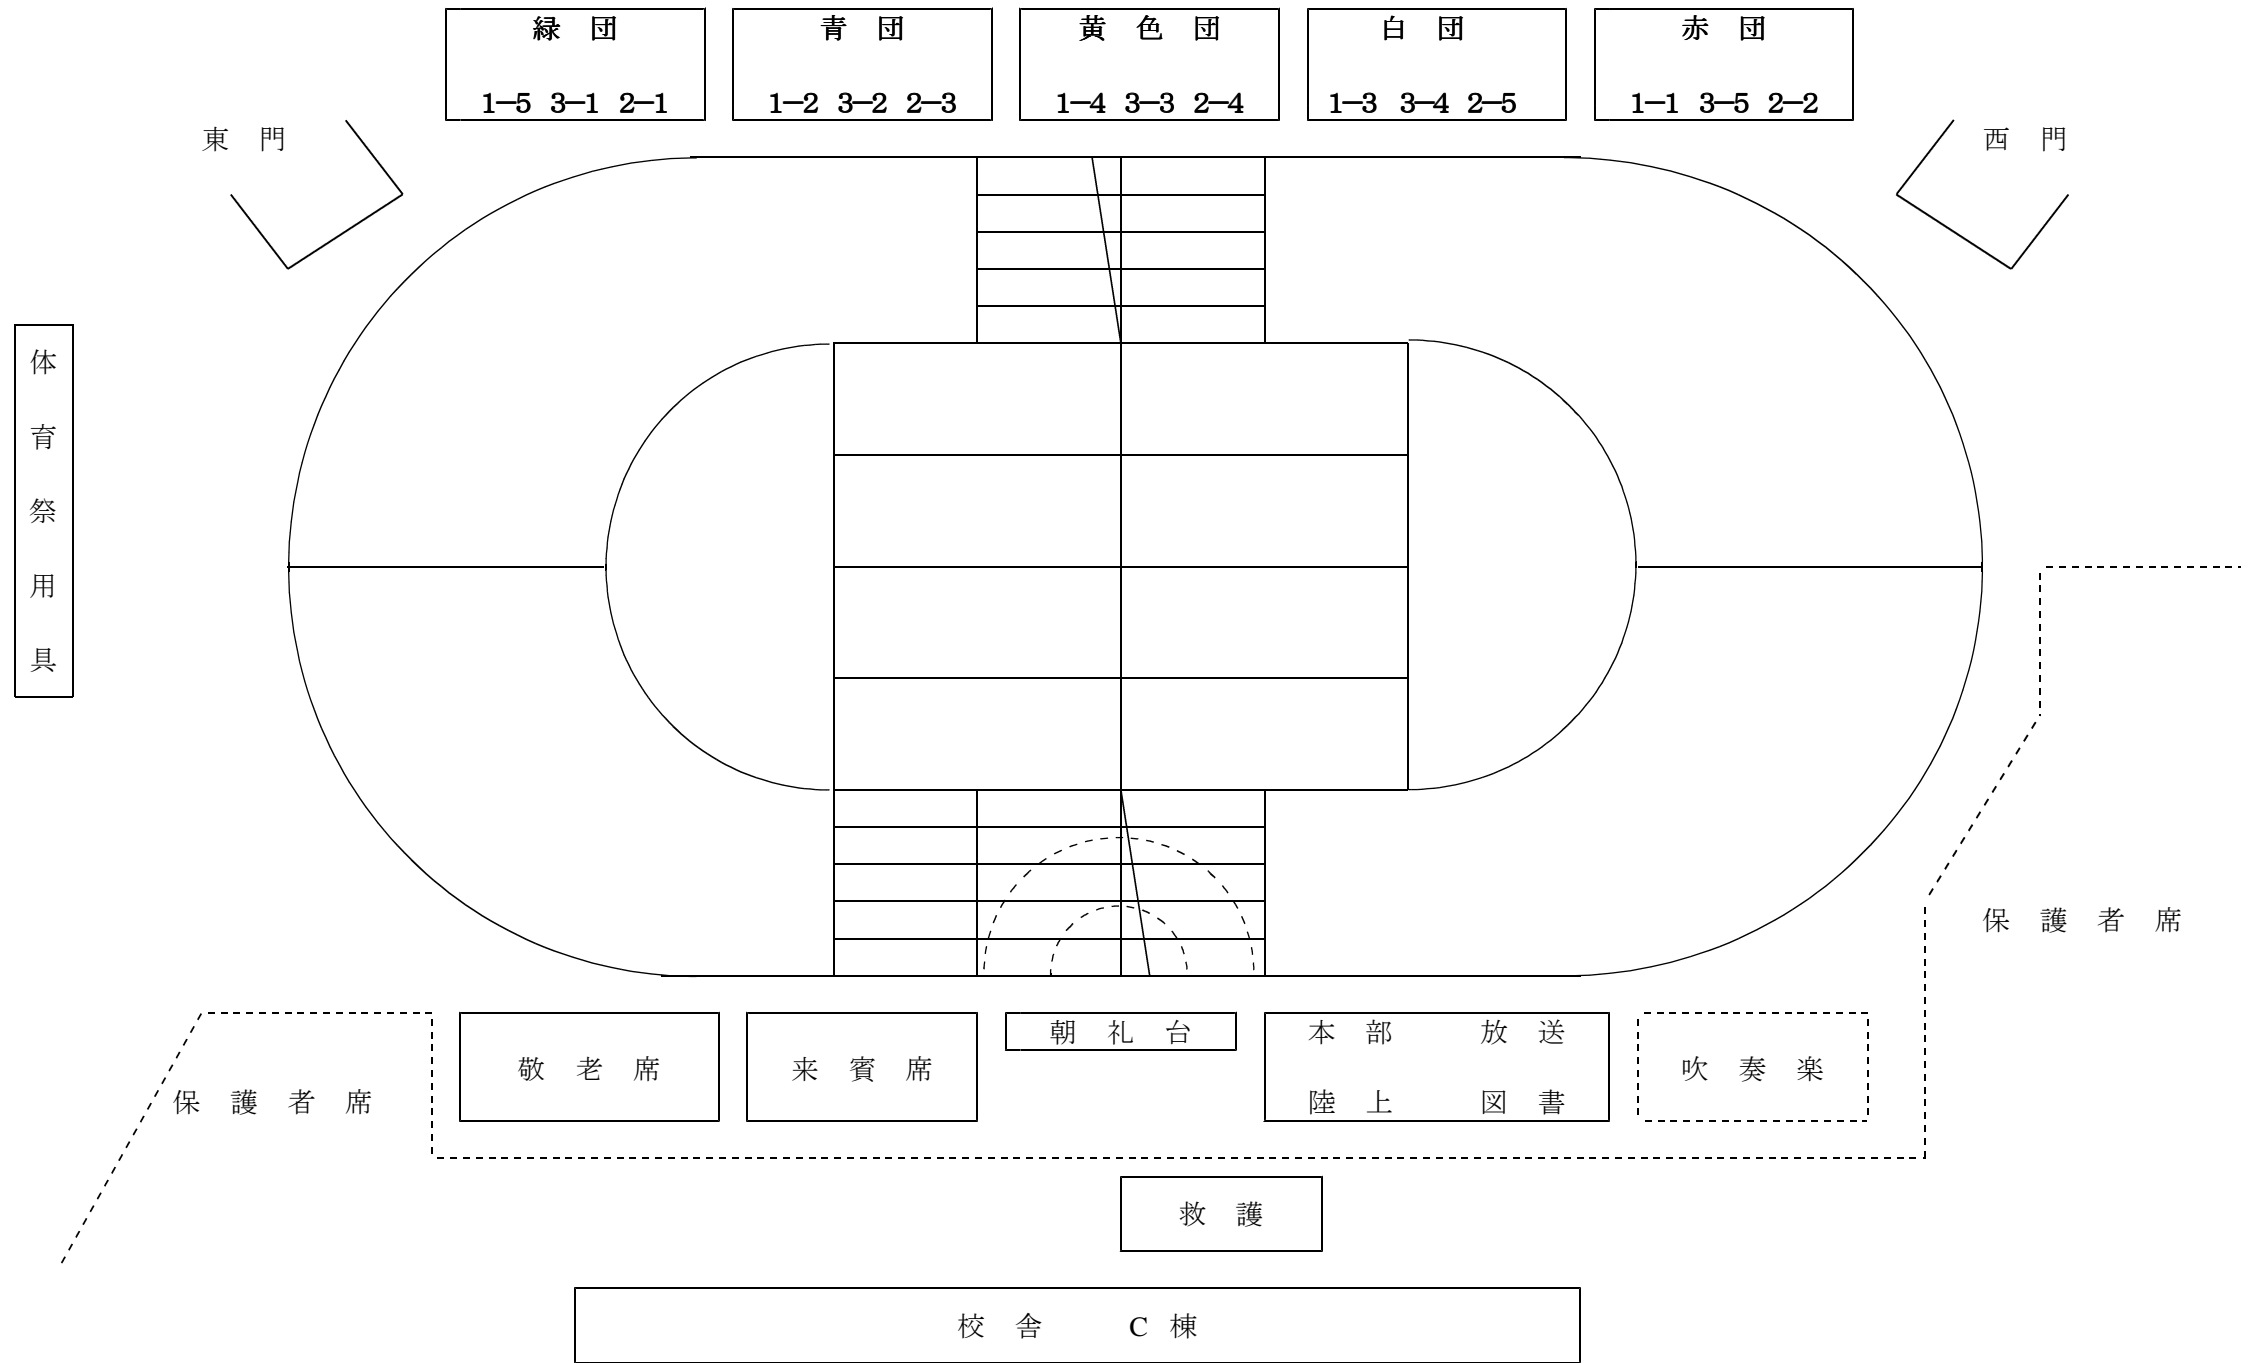 緑 団
1−5 3−1 2−1
青 団
1−2 3−2 2−3
黄 色 団
1−4 3−3 2−4
白 団
1−3 3−4 2−5
赤 団
1−1 3−5 2−2
東 門
西 門
体育祭用具
保 護 者 席
敬 老 席
来 賓 席
朝 礼 台
本 部 放 送
陸 上 図 書
吹 奏 楽
保 護 者 席
救 護
校 舎 C 棟